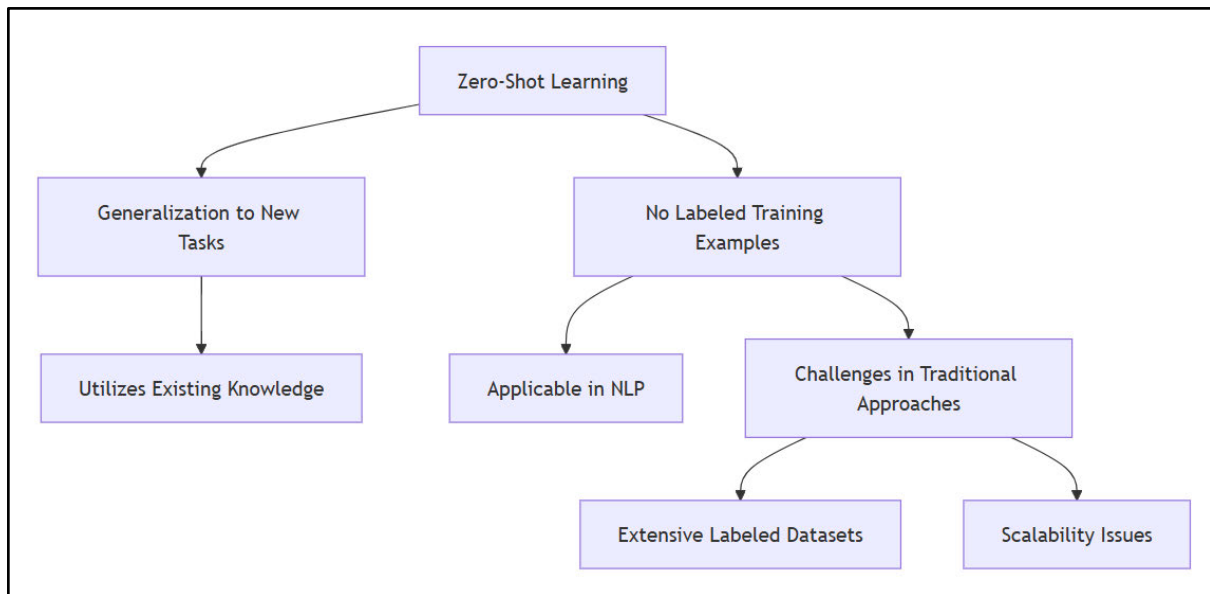 Zero-Shot Learning
Generalization to New
Tasks
No Labeled Training
Examples
Utilizes Existing Knowledge
Applicable in NLP
Challenges in Traditional
Approaches
Extensive Labeled Datasets
Scalability Issues